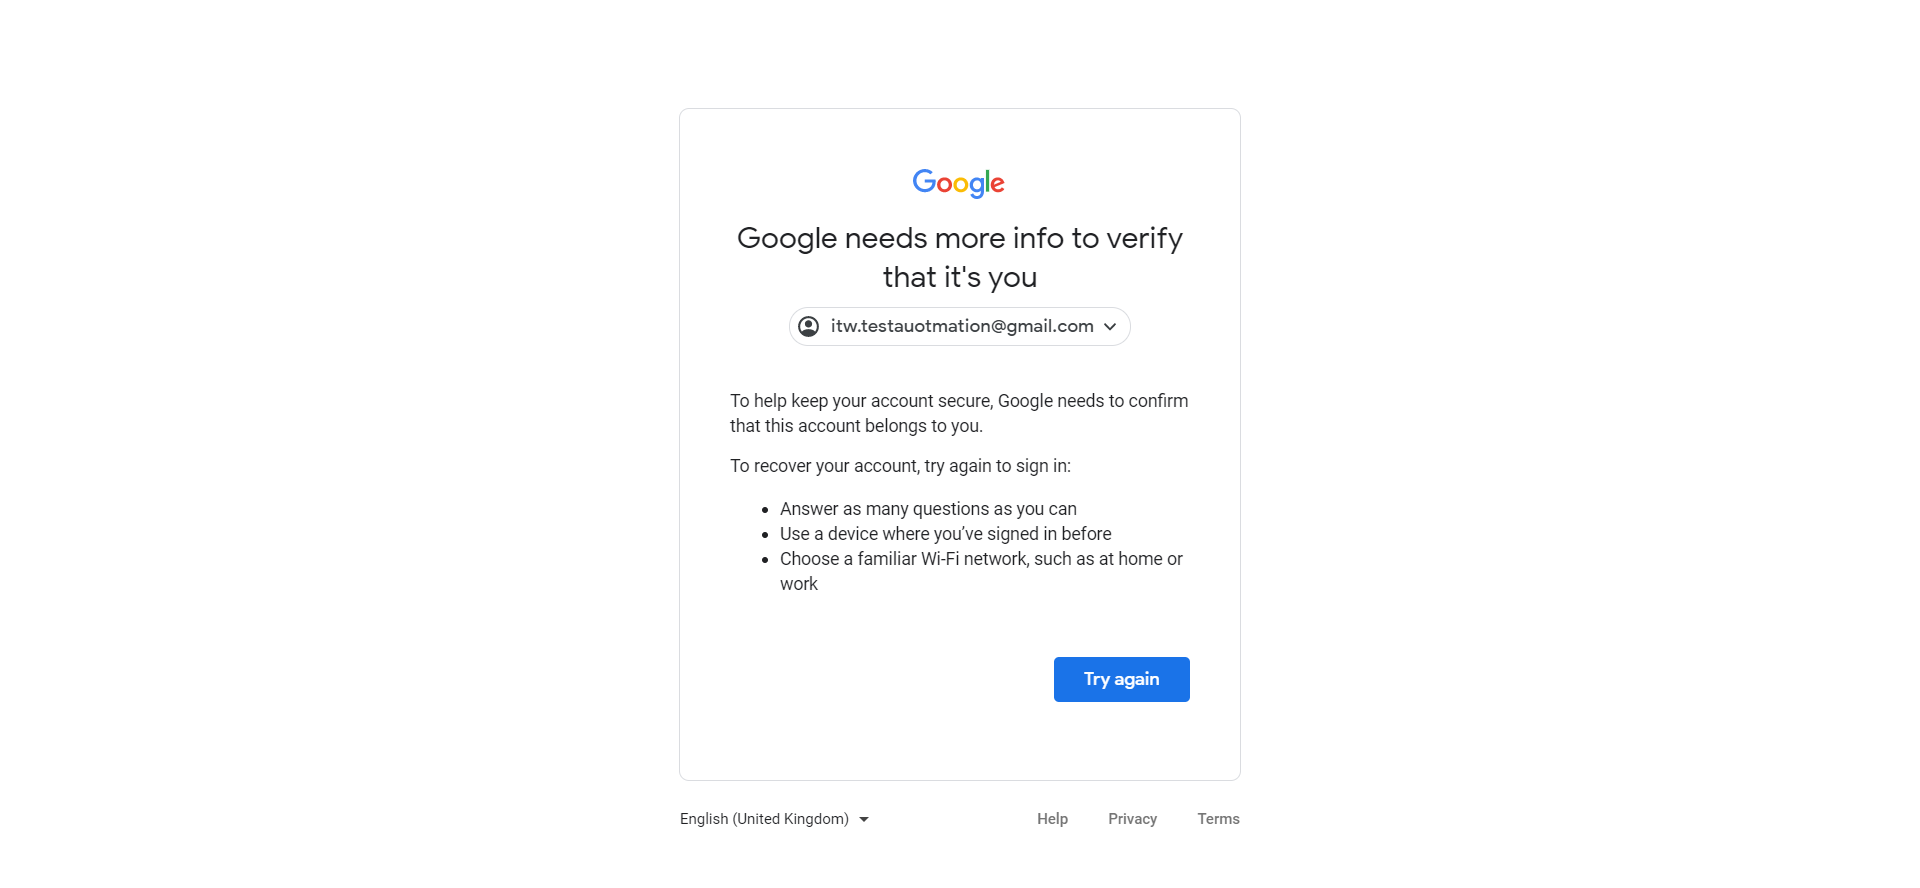 Google
Google needs more info to verify
that it's you
itw.testauotmation@gmail.com
To help keep your account secure, Google needs to confirm
that this account belongs to you.
To recover your account, try again to sign in:
• Answer as many questions as you can
• Use a device where you’ve signed in before
• Choose a familiar Wi-Fi network, such as at home or
work
Try again
English (United Kingdom) Help Privacy Terms